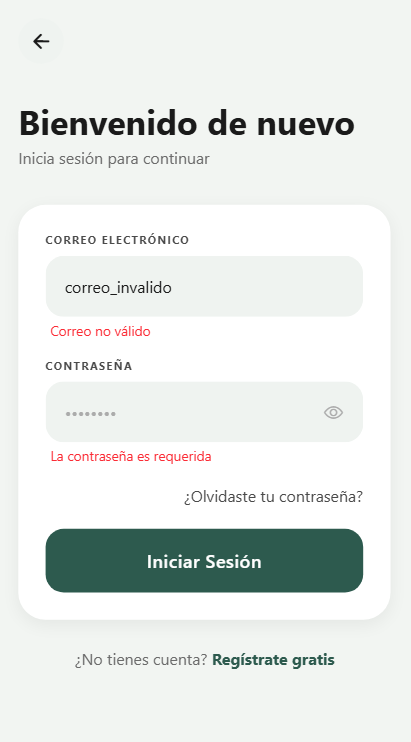 Bienvenido de nuevo
Inicia sesión para continuar
CORREO ELECTRÓNICO
correo_invalido
Correo no válido
CONTRASEÑA
••••••••
La contraseña es requerida
¿Olvidaste tu contraseña?
Iniciar Sesión
¿No tienes cuenta? Regístrate gratis